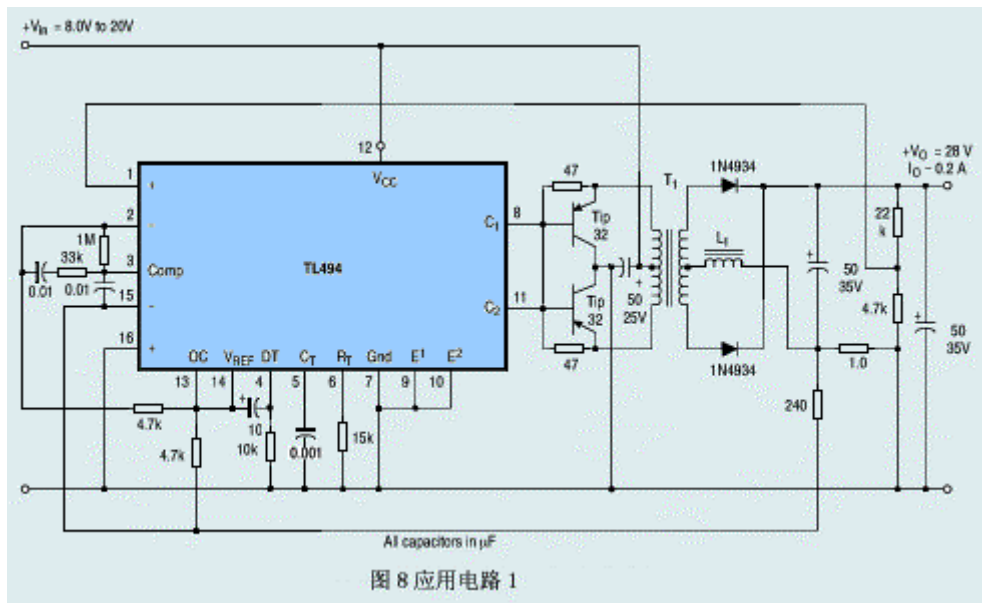 +Vin = 8.0V to 20V
12
+VO = 28 V
IO - 0.2 A
1
+
VCC
47
T1
1N4934
2
-
8
C1
Tip
32
22
k
1M
33k
3
Comp
TL494
L1
0.01
0.01
15
-
11
C2
Tip
32
50
25V
+
50
35V
+
4.7k
16
+
OC
VREF
DT
CT
RT
Gnd
E1
E2
47
1N4934
1.0
50
35V
+
13
14
4
5
6
7
9
10
+
4.7k
10
240
4.7k
10k
0.001
15k
All capacitors in μF
图 8 应用电路 1